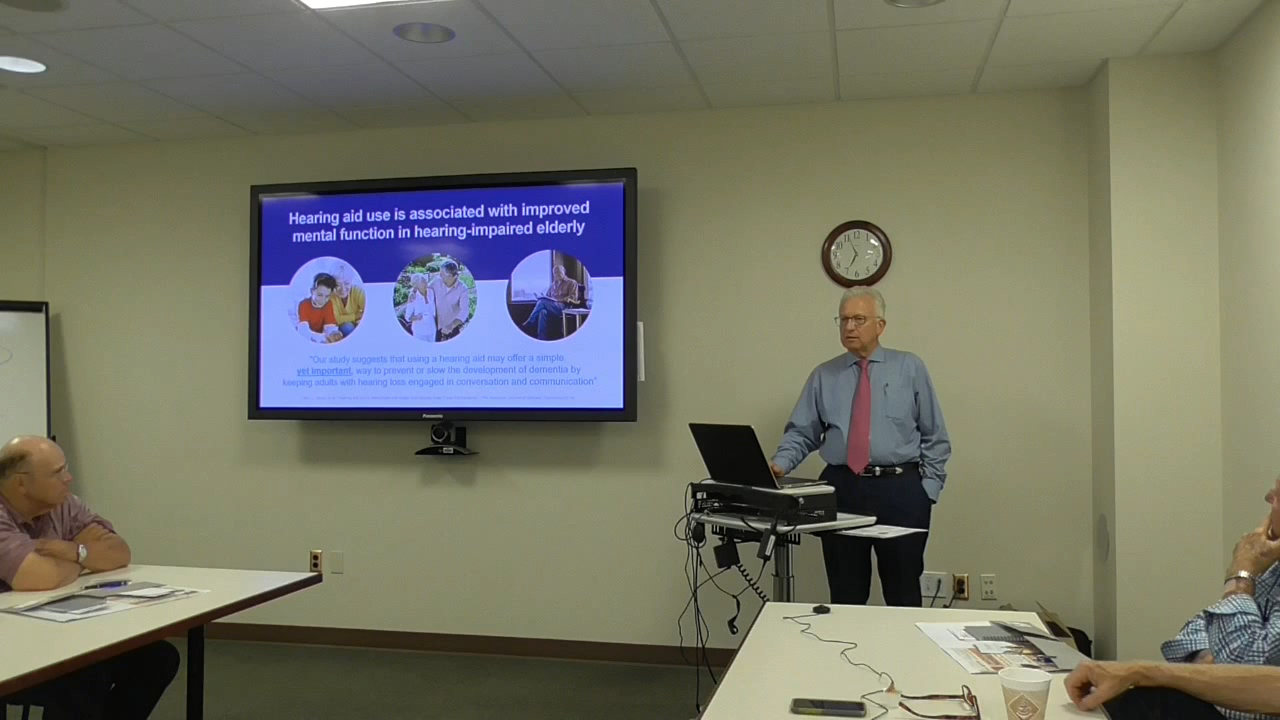 Hearing aid use is associated with improved
mental function in hearing-impaired elderly
"Our study suggests that using a hearing aid may offer a simple,
yet important, way to prevent or slow the development of dementia by
keeping adults with hearing loss engaged in conversation and communication"
Panasonic
12